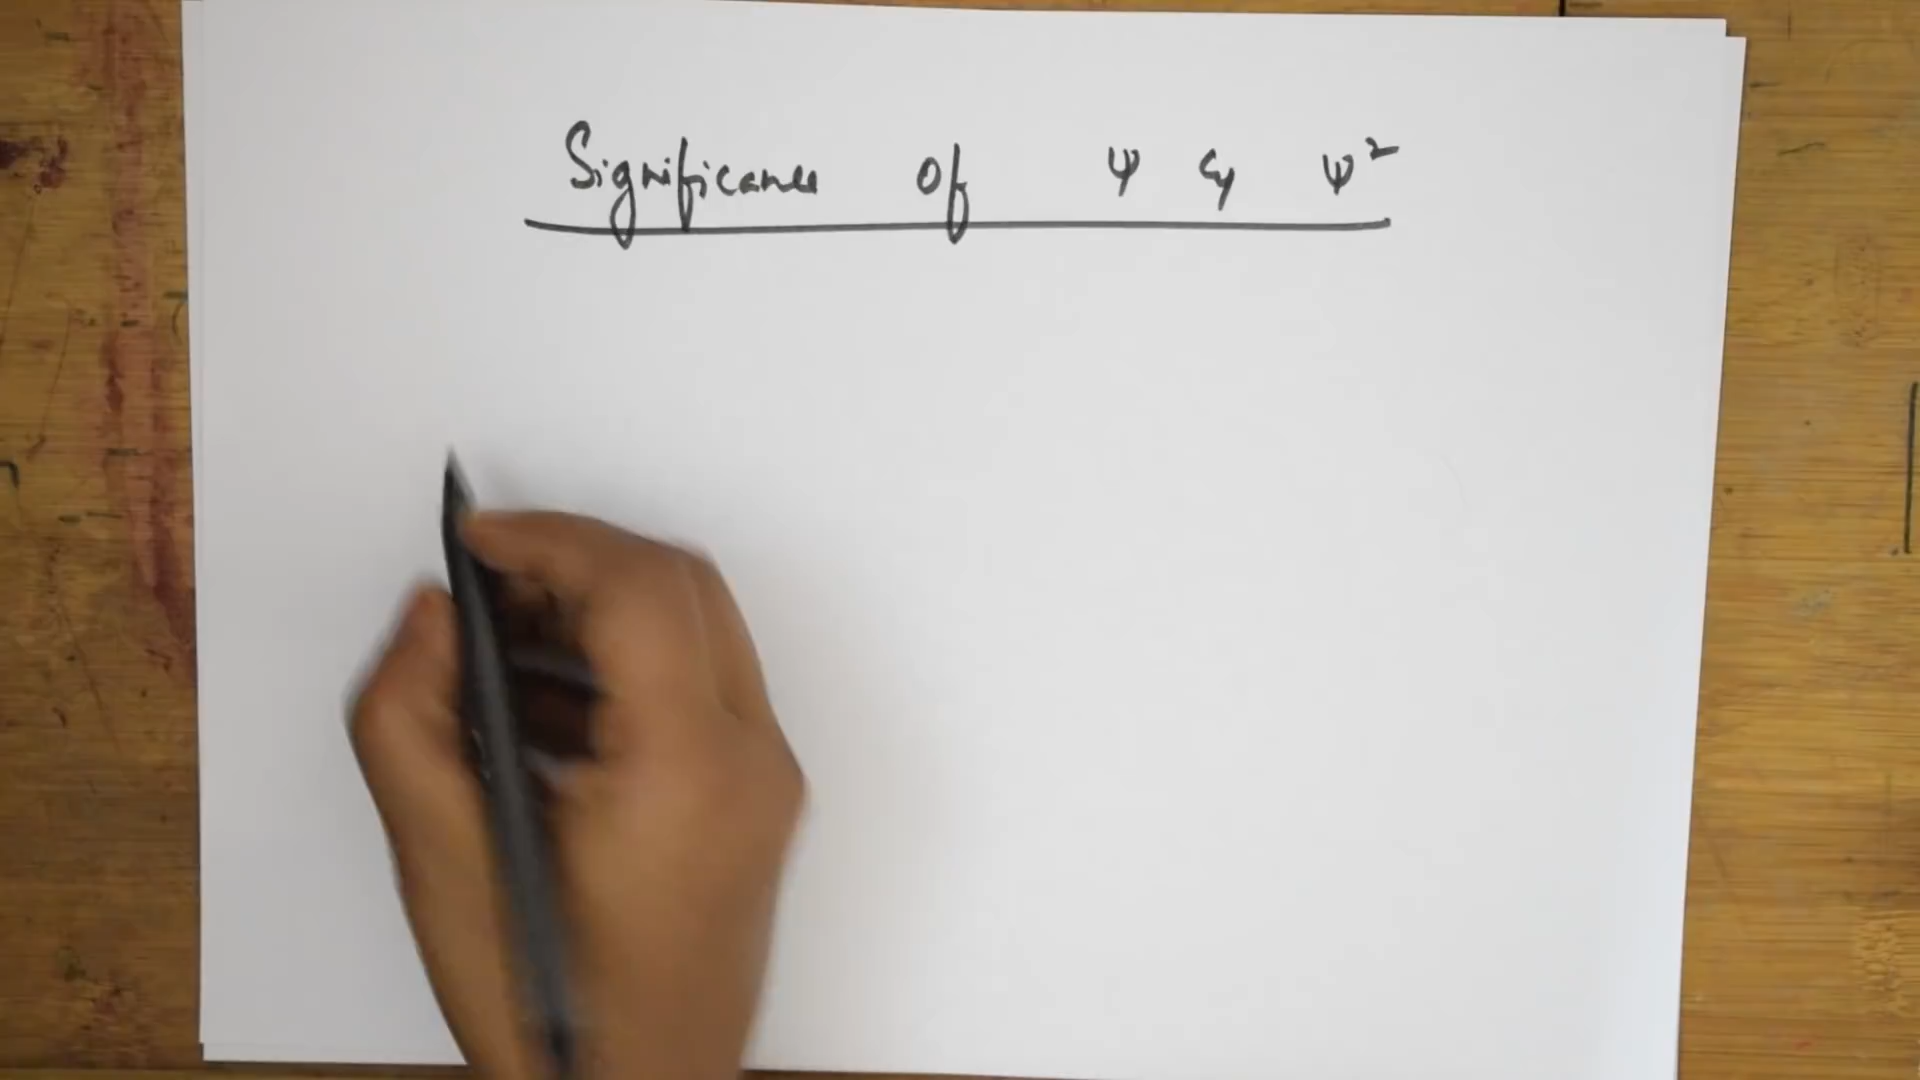 Significance of ψ & ψ²